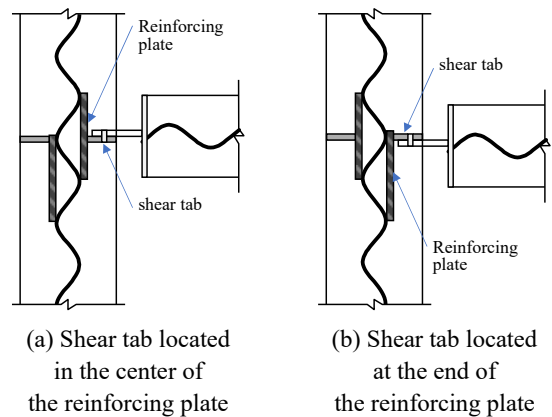 Reinforcing
plate
shear tab
(a) Shear tab located
in the center of
the reinforcing plate
shear tab
Reinforcing
plate
(b) Shear tab located
at the end of
the reinforcing plate